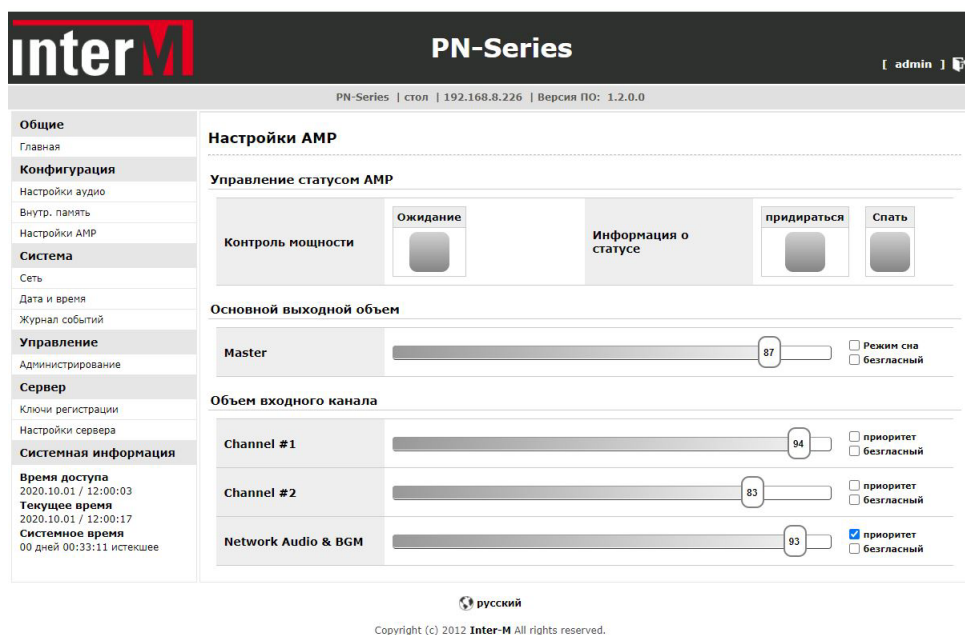 inter M
PN-Series
[ admin ]
PN-Series | стол | 192.168.8.226 | Версия ПО: 1.2.0.0
Общие
Главная
Конфигурация
Настройки аудио
Внутр. память
Настройки AMP
Система
Сеть
Дата и время
Журнал событий
Управление
Администрирование
Сервер
Ключи регистрации
Настройки сервера
Системная информация
Время доступа
2020.10.01 / 12:00:03
Текущее время
2020.10.01 / 12:00:17
Системное время
00 дней 00:33:11 истекшее
Настройки AMP
Управление статусом AMP
Контроль мощности
Ожидание
Информация о
статусе
придираться
Спать
Основной выходной объем
Master
87
Режим сна
безгласный
Объем входного канала
Channel #1
94
приоритет
безгласный
Channel #2
83
приоритет
безгласный
Network Audio & BGM
93
приоритет
безгласный
русский
Copyright (c) 2012 Inter-M All rights reserved.